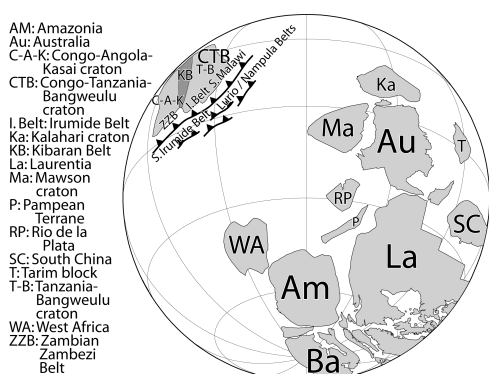 AM: Amazonia
Au: Australia
C-A-K: Congo-Angola-
Kasai craton
CTB: Congo-Tanzania-
Bangweulu
craton
I. Belt: Irumide Belt
Ka: Kalahari craton
KB: Kibaran Belt
La: Laurentia
Ma: Mawson
craton
P: Pampean
Terrane
RP: Rio de la
Plata
SC: South China
T: Tarim block
T-B: Tanzania-
Bangweulu
craton
WA: West Africa
ZZB: Zambian
Zambezi
Belt
CTB
T-B
KB
C-A-K
ZZB
I. Belt
S. Malawi
S. Irumide Belt
Lurio / Nampula Belts
Ka
Ma
Au
T
RP
P
SC
WA
La
Am
Ba